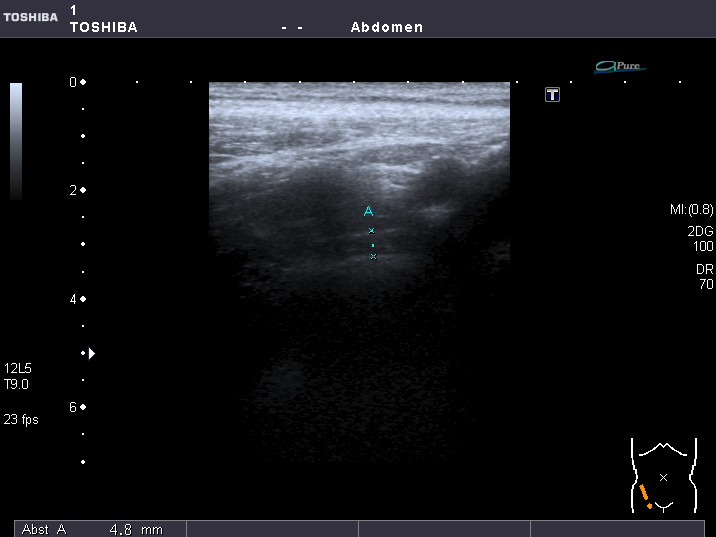 TOSHIBA
1
TOSHIBA - - Abdomen
aPure
T
0
2
A
MI:(0.8)
2DG
100
DR
70
4
12L5
T9.0
6
23 fps
Abst A 4.8 mm